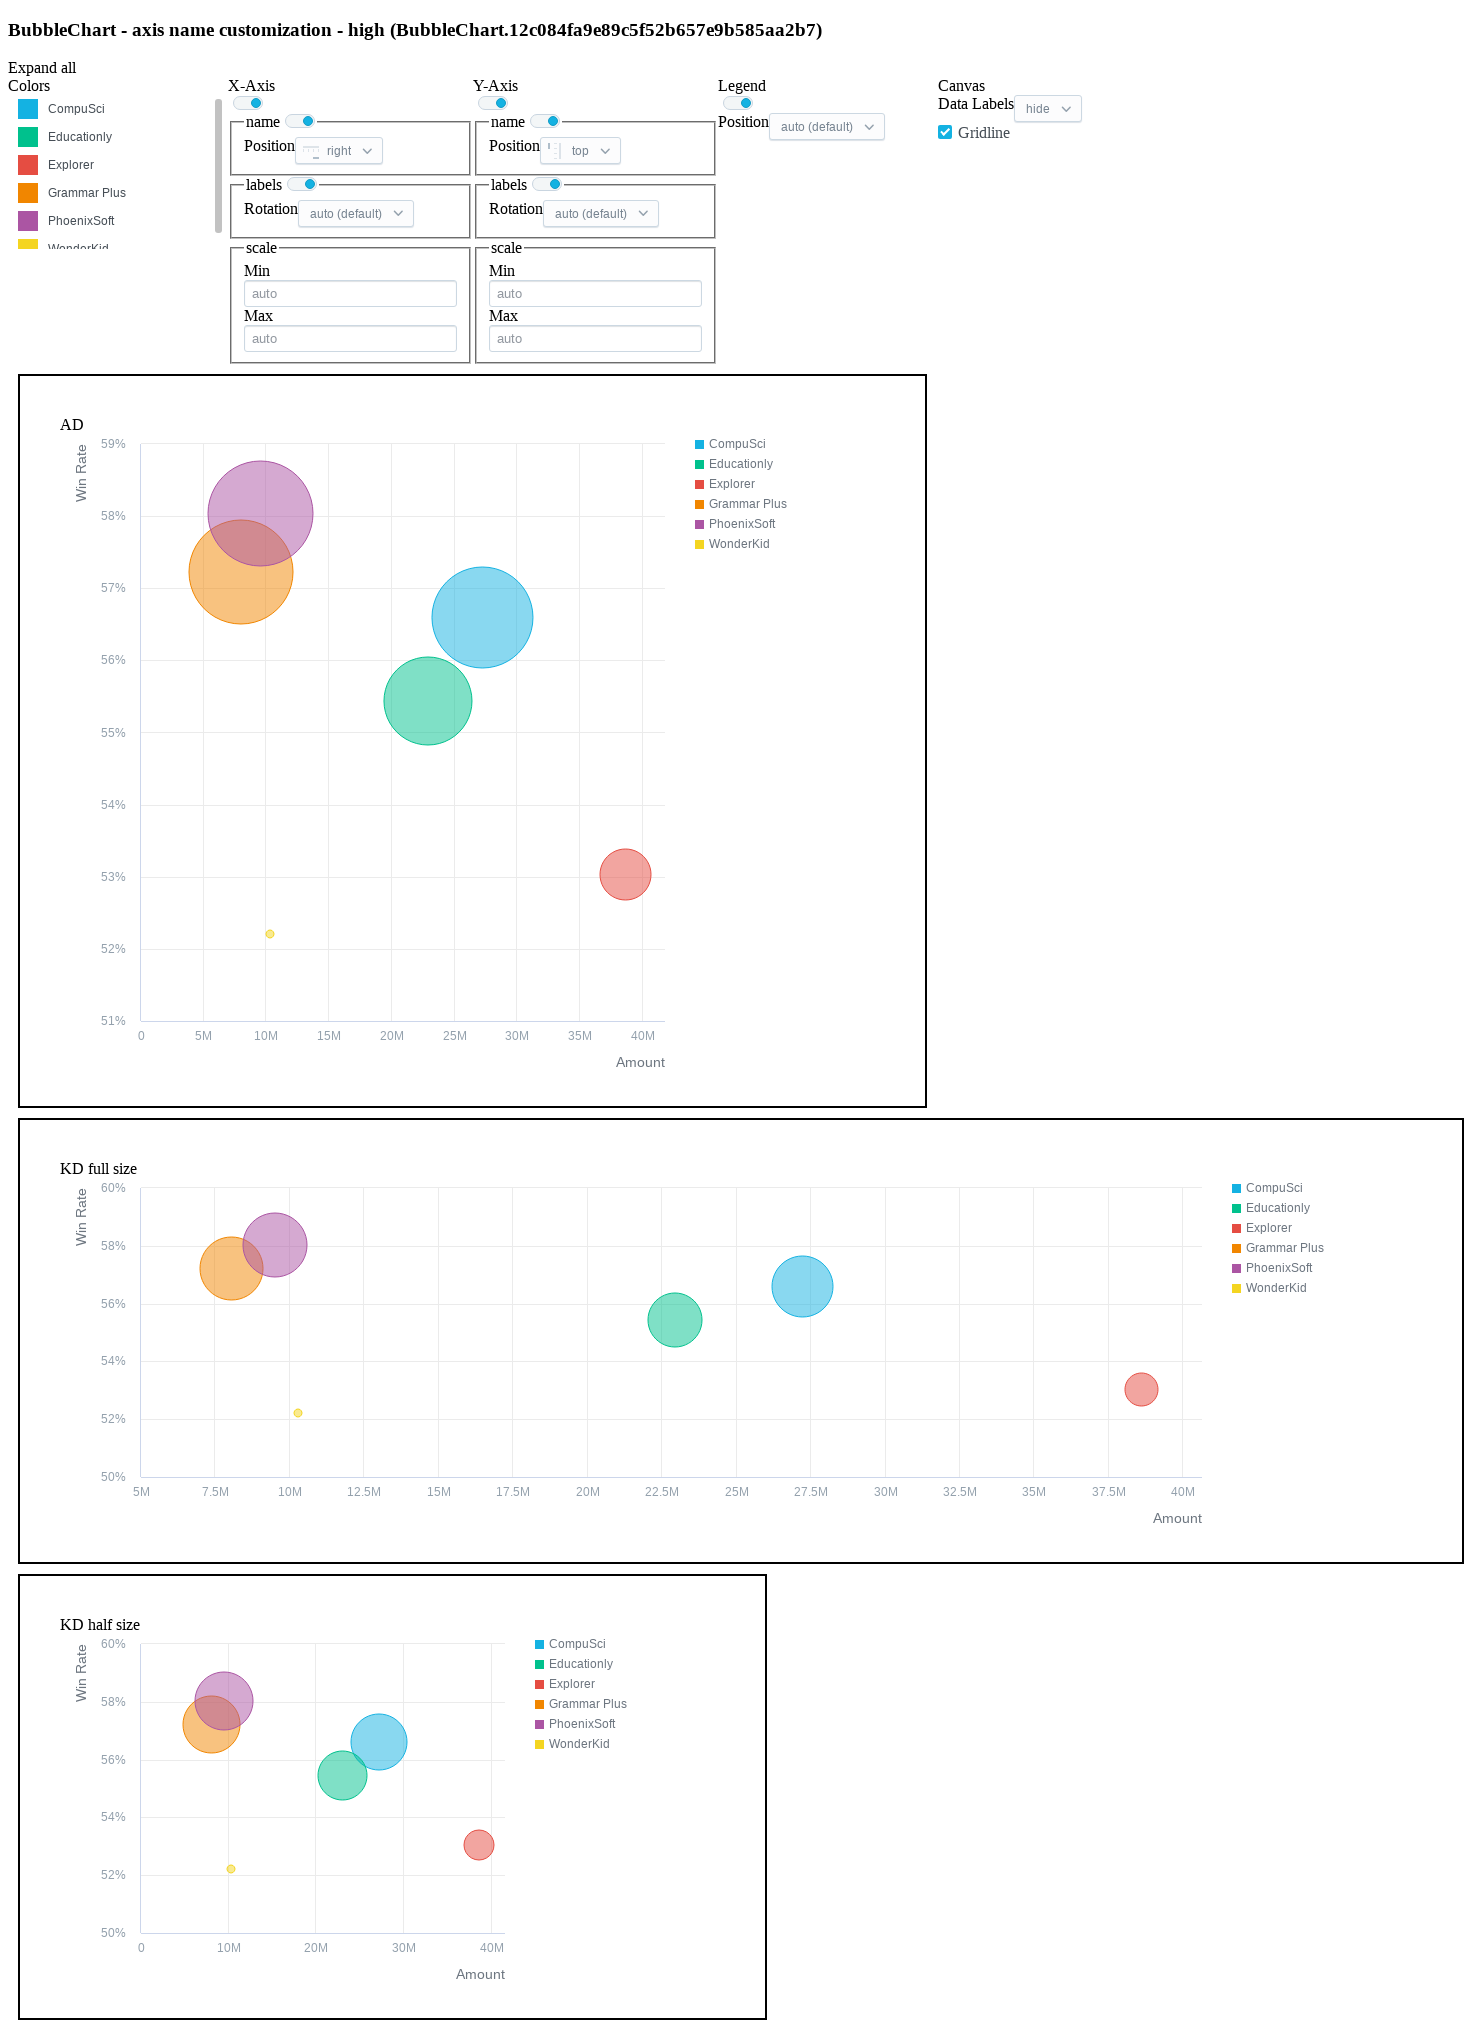 BubbleChart - axis name customization - high (BubbleChart.12c084fa9e89c5f52b657e9b585aa2b7)
Expand all
Colors
CompuSci
Educationly
Explorer
Grammar Plus
PhoenixSoft
WonderKid
X-Axis
name
Position right
labels
Rotation auto (default)
scale
Min
auto
Max
auto
Y-Axis
name
Position top
labels
Rotation auto (default)
scale
Min
auto
Max
auto
Legend
Position auto (default)
Canvas
Data Labels hide
Gridline
AD
Win Rate
59%
58%
57%
56%
55%
54%
53%
52%
51%
0 5M 10M 15M 20M 25M 30M 35M 40M
Amount
CompuSci
Educationly
Explorer
Grammar Plus
PhoenixSoft
WonderKid
KD full size
Win Rate
60%
58%
56%
54%
52%
50%
5M 7.5M 10M 12.5M 15M 17.5M 20M 22.5M 25M 27.5M 30M 32.5M 35M 37.5M 40M
Amount
CompuSci
Educationly
Explorer
Grammar Plus
PhoenixSoft
WonderKid
KD half size
Win Rate
60%
58%
56%
54%
52%
50%
0 10M 20M 30M 40M
Amount
CompuSci
Educationly
Explorer
Grammar Plus
PhoenixSoft
WonderKid